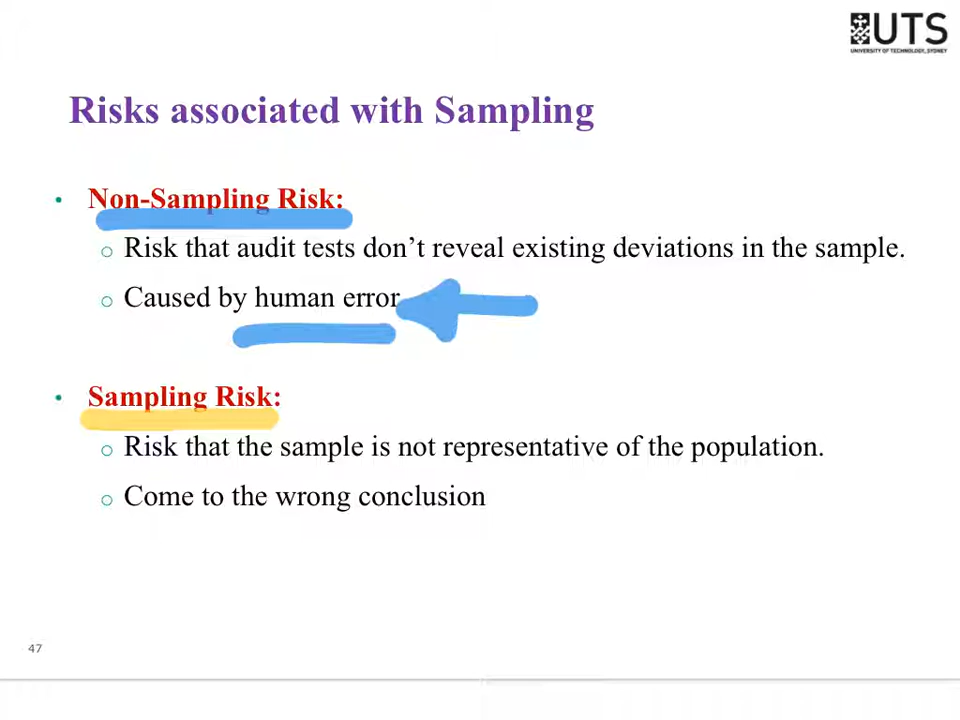 UTS
UNIVERSITY OF TECHNOLOGY, SYDNEY
Risks associated with Sampling
• Non-Sampling Risk:
o Risk that audit tests don’t reveal existing deviations in the sample.
o Caused by human error
• Sampling Risk:
o Risk that the sample is not representative of the population.
o Come to the wrong conclusion
47